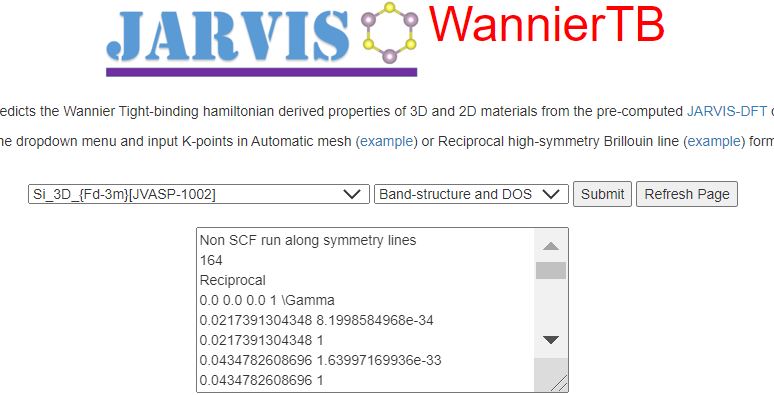 JARVIS WannierTB
edicts the Wannier Tight-binding hamiltonian derived properties of 3D and 2D materials from the pre-computed JARVIS-DFT
he dropdown menu and input K-points in Automatic mesh (example) or Reciprocal high-symmetry Brillouin line (example) form
Si_3D_{Fd-3m}[JVASP-1002] Band-structure and DOS Submit Refresh Page
Non SCF run along symmetry lines
164
Reciprocal
0.0 0.0 0.0 1 \Gamma
0.0217391304348 8.1998584968e-34
0.0217391304348 1
0.0434782608696 1.63997169936e-33
0.0434782608696 1